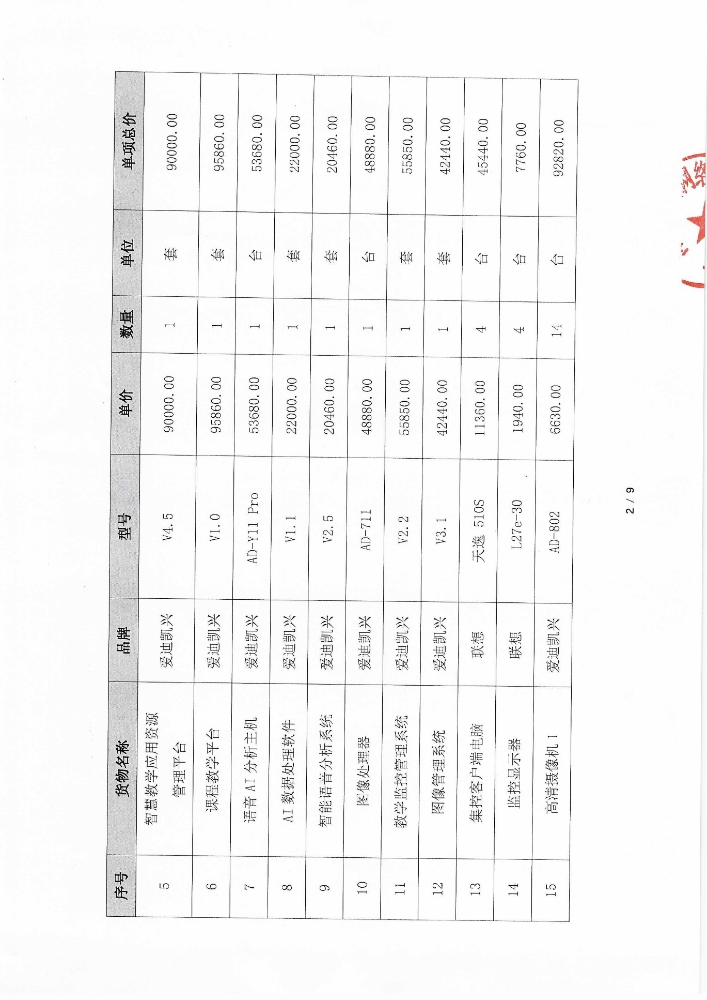 序号 货物名称 品牌 型号 单价 数量 单位 单项总价
5 智慧教学应用资源 爱迪凯兴 V4.5 90000.00 1 套 90000.00
管理平台
6 课程教学平台 爱迪凯兴 V1.0 95860.00 1 套 95860.00
7 语音 AI 分析主机 爱迪凯兴 AD-Y11 Pro 53680.00 1 台 53680.00
8 AI 数据处理软件 爱迪凯兴 V1.1 22000.00 1 套 22000.00
9 智能语音分析系统 爱迪凯兴 V2.5 20460.00 1 套 20460.00
10 图像处理器 爱迪凯兴 AD-711 48880.00 1 台 48880.00
11 教学监控管理系统 爱迪凯兴 V2.2 55850.00 1 套 55850.00
12 图像管理系统 爱迪凯兴 V3.1 42440.00 1 套 42440.00
13 集控客户端电脑 联想 天逸 510S 11360.00 4 台 45440.00
14 监控显示器 联想 L27e-30 1940.00 4 台 7760.00
15 高清摄像机 1 爱迪凯兴 AD-802 6630.00 14 台 92820.00
2 / 9